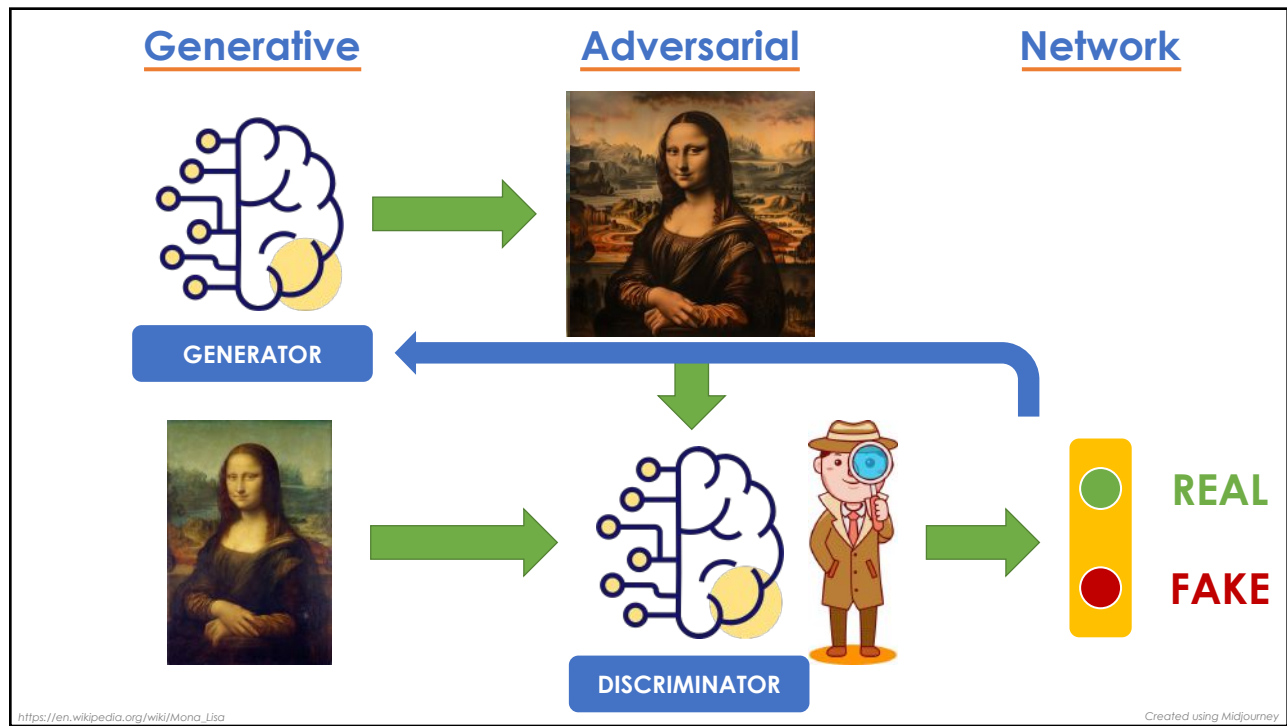 Generative
Adversarial
Network
GENERATOR
REAL
FAKE
DISCRIMINATOR
https://en.wikipedia.org/wiki/Mona_Lisa
Created using Midjourney